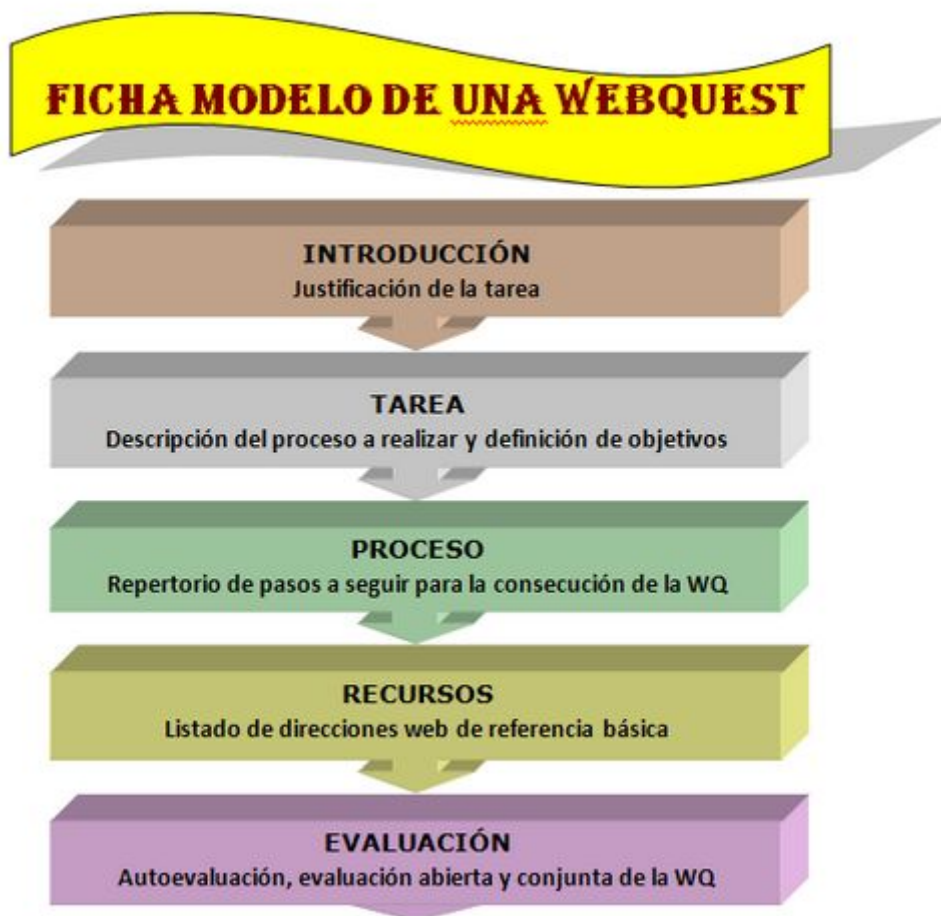 FICHA MODELO DE UNA WEBQUEST
INTRODUCCIÓN
Justificación de la tarea
TAREA
Descripción del proceso a realizar y definición de objetivos
PROCESO
Repertorio de pasos a seguir para la consecución de la WQ
RECURSOS
Listado de direcciones web de referencia básica
EVALUACIÓN
Autoevaluación, evaluación abierta y conjunta de la WQ